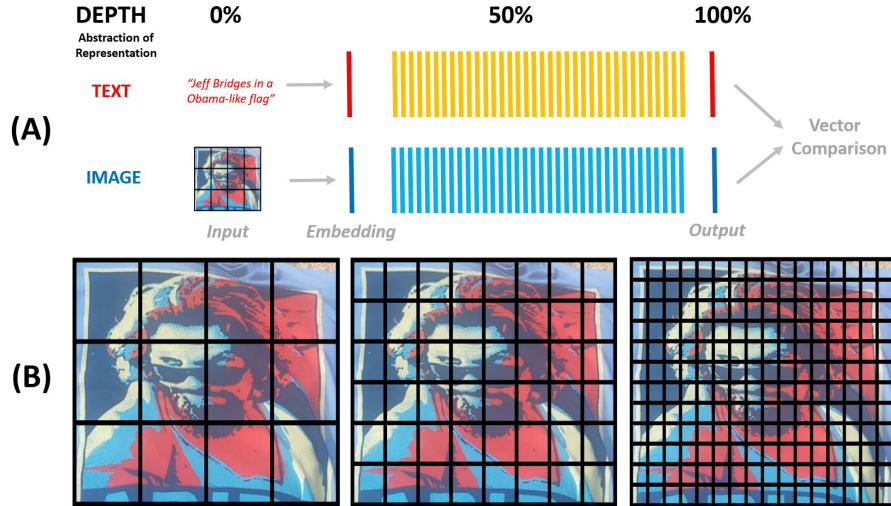 DEPTH 0% 50% 100%
Abstraction of
Representation
(A)
TEXT
“Jeff Bridges in a
Obama-like flag”
IMAGE
Vector
Comparison
Input Embedding Output
(B)